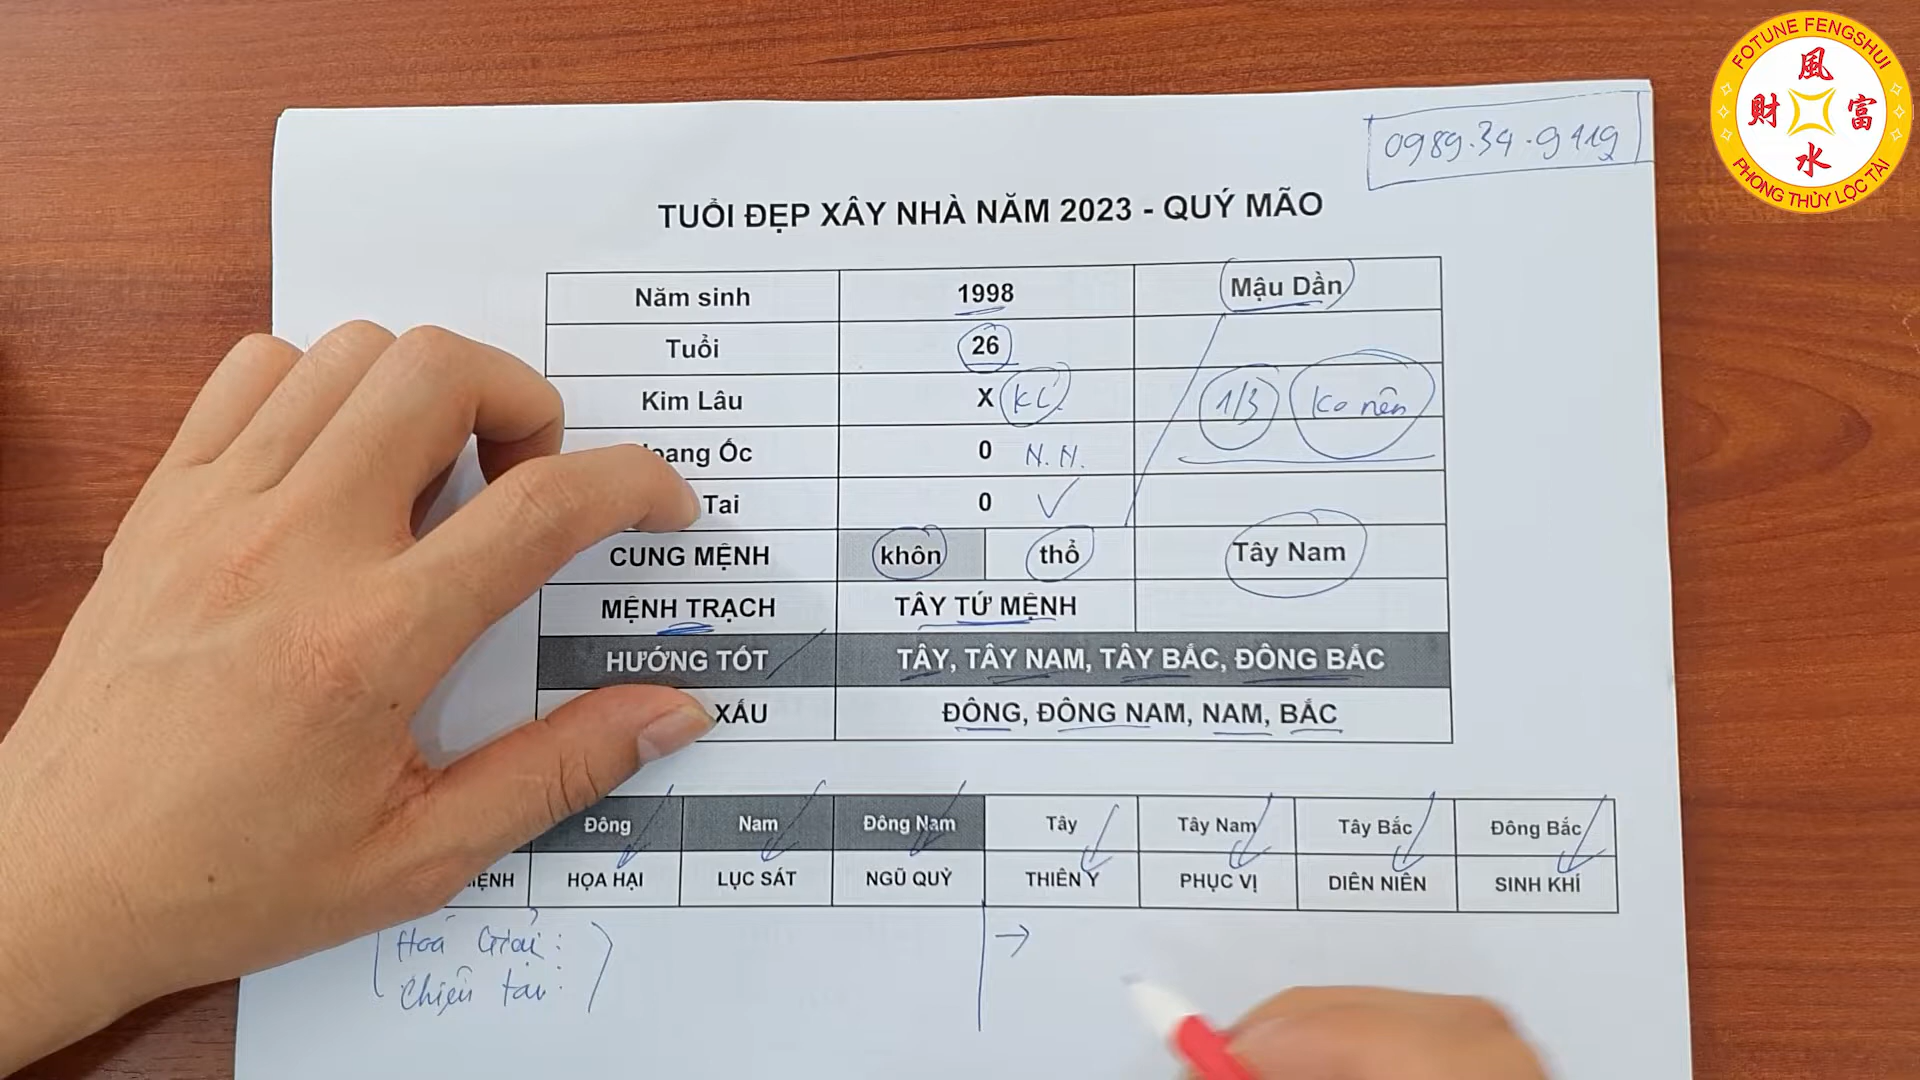 FOTUNE FENGSHUI
風
財 富
水
PHONG THỦY LỘC TÀI
0989.34.9119
TUỔI ĐẸP XÂY NHÀ NĂM 2023 - QUÝ MÃO
Năm sinh 1998 Mậu Dần
Tuổi 26
Kim Lâu X KL 1/3 Ko nên
oang Ốc 0 N.N.
Tai 0
CUNG MỆNH khôn thổ Tây Nam
MỆNH TRẠCH TÂY TỨ MỆNH
HƯỚNG TỐT TÂY, TÂY NAM, TÂY BẮC, ĐÔNG BẮC
XẤU ĐÔNG, ĐÔNG NAM, NAM, BẮC
Đông Nam Đông Nam Tây Tây Nam Tây Bắc Đông Bắc
MỆNH HỌA HẠI LỤC SÁT NGŨ QUỶ THIÊN Y PHỤC VỊ DIÊN NIÊN SINH KHÍ
Hoá Giải: